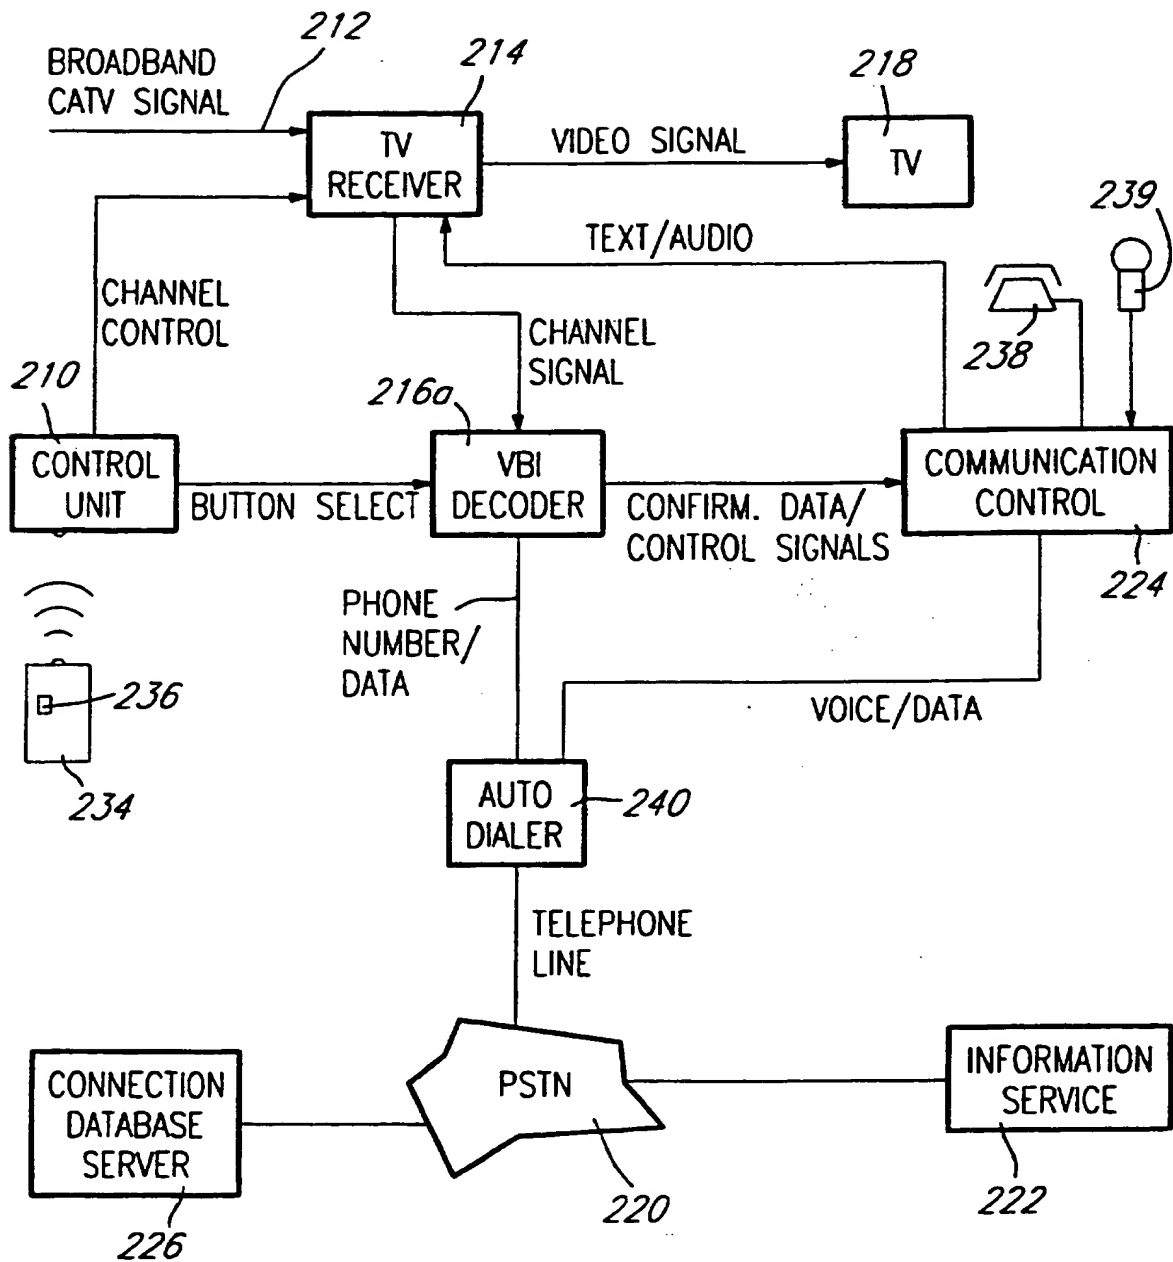 212
BROADBAND
CATV SIGNAL
214
TV
RECEIVER
VIDEO SIGNAL
218
TV
239
TEXT/AUDIO
CHANNEL
CONTROL
238
CHANNEL
SIGNAL
210
216a
CONTROL
UNIT
BUTTON SELECT
VBI
DECODER
CONFIRM. DATA/
CONTROL SIGNALS
COMMUNICATION
CONTROL
224
PHONE
NUMBER/
DATA
236
VOICE/DATA
234
AUTO
DIALER
240
TELEPHONE
LINE
CONNECTION
DATABASE
SERVER
226
PSTN
220
INFORMATION
SERVICE
222